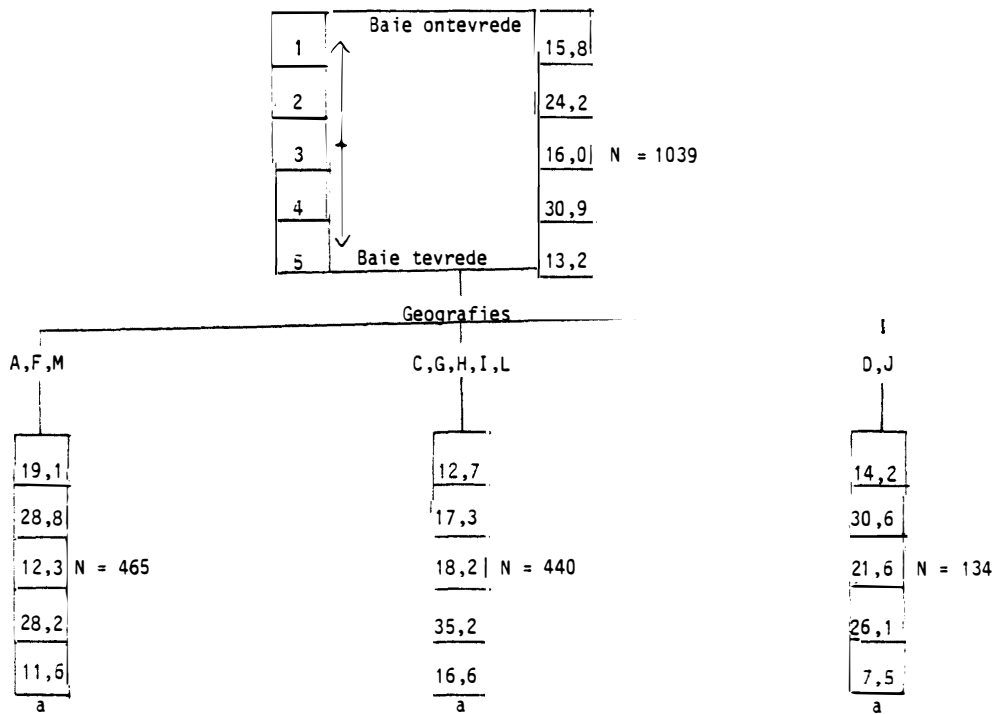 Baie ontevrede
1 15,8
2 24,2
3 16,0 N = 1039
4 30,9
5 Baie tevrede 13,2
Geografies
A,F,M C,G,H,I,L D,J
19,1 12,7 14,2
28,8 17,3 30,6
12,3 N = 465 18,2 N = 440 21,6 N = 134
28,2 35,2 26,1
11,6 16,6 7,5
a a a